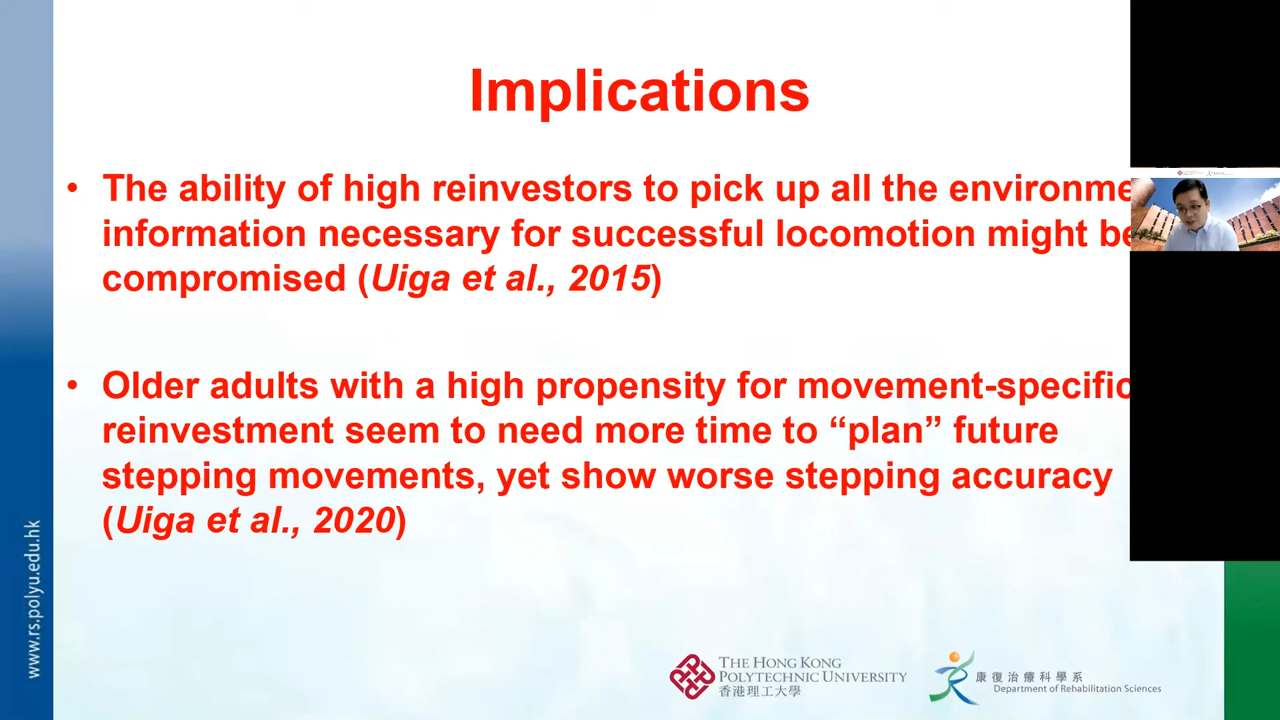 Implications
• The ability of high reinvestors to pick up all the
information necessary for successful locomotion might
compromised (Uiga et al., 2015)
• Older adults with a high propensity for movement-specific
reinvestment seem to need more time to “plan” future
stepping movements, yet show worse stepping accuracy
(Uiga et al., 2020)
www.rs.polyu.edu.hk
THE HONG KONG
POLYTECHNIC UNIVERSITY
香港理工大學
康復治療科學系
Department of Rehabilitation Sciences